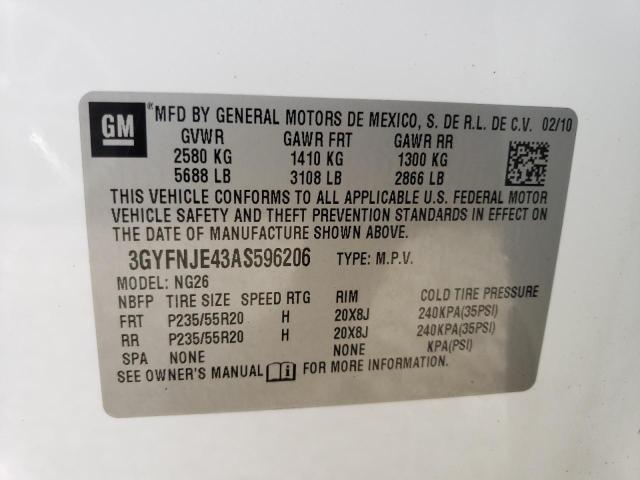 GM ® MFD BY GENERAL MOTORS DE MEXICO, S. DE R.L. DE C.V. 02/10
GVWR GAWR FRT GAWR RR
2580 KG 1410 KG 1300 KG
5688 LB 3108 LB 2866 LB
THIS VEHICLE CONFORMS TO ALL APPLICABLE U.S. FEDERAL MOTOR
VEHICLE SAFETY AND THEFT PREVENTION STANDARDS IN EFFECT ON
THE DATE OF MANUFACTURE SHOWN ABOVE.
3GYFNJE43AS596206 TYPE: M.P.V.
MODEL: NG26
NBFP TIRE SIZE SPEED RTG RIM COLD TIRE PRESSURE
FRT P235/55R20 H 20X8J 240KPA(35PSI)
RR P235/55R20 H 20X8J 240KPA(35PSI)
SPA NONE NONE KPA(PSI)
SEE OWNER'S MANUAL i FOR MORE INFORMATION.